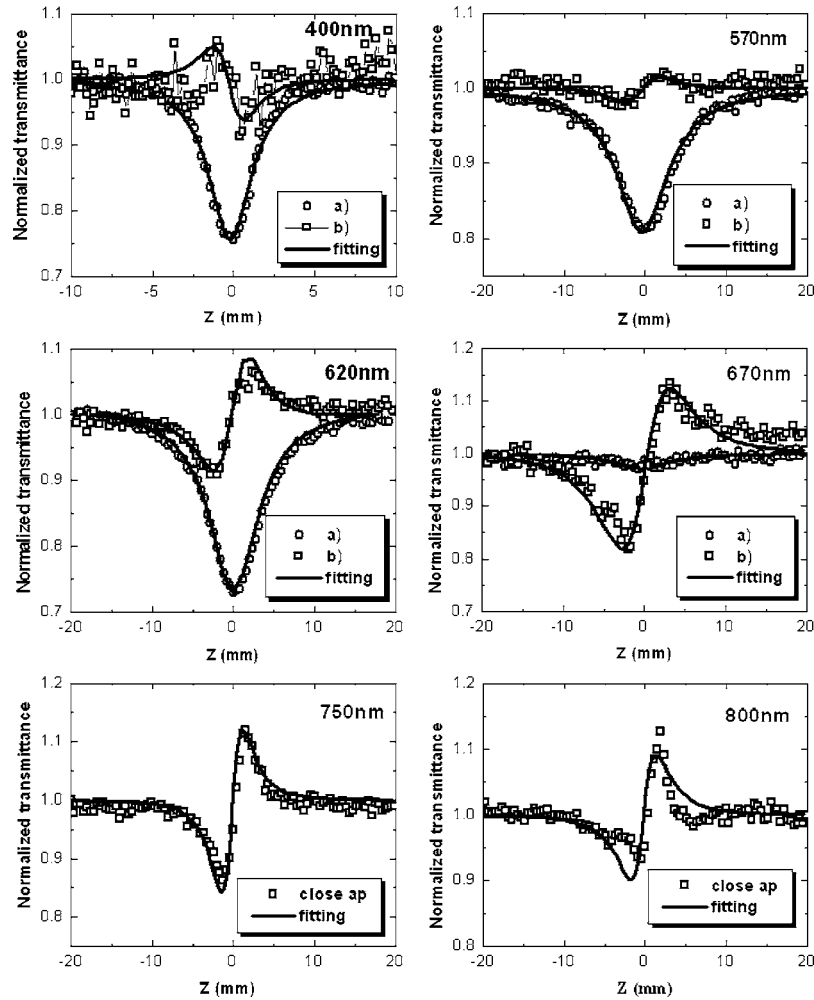 400nm
Normalized transmittance
1.1
1.0
0.9
0.8
0.7
a)
b)
fitting
-10 -5 0 5 10
Z (mm)
570nm
Normalized transmittance
1.1
1.0
0.9
0.8
a)
b)
fitting
-20 -10 0 10 20
Z (mm)
620nm
Normalized transmittance
1.1
1.0
0.9
0.8
0.7
a)
b)
fitting
-20 -10 0 10 20
Z (mm)
670nm
Normalized transmittance
1.2
1.1
1.0
0.9
0.8
0.7
a)
b)
fitting
-20 -10 0 10 20
Z (mm)
750nm
Normalized transmittance
1.2
1.1
1.0
0.9
0.8
close ap
fitting
-20 -10 0 10 20
Z (mm)
800nm
Normalized transmittance
1.2
1.1
1.0
0.9
0.8
close ap
fitting
-20 -10 0 10 20
Z (mm)